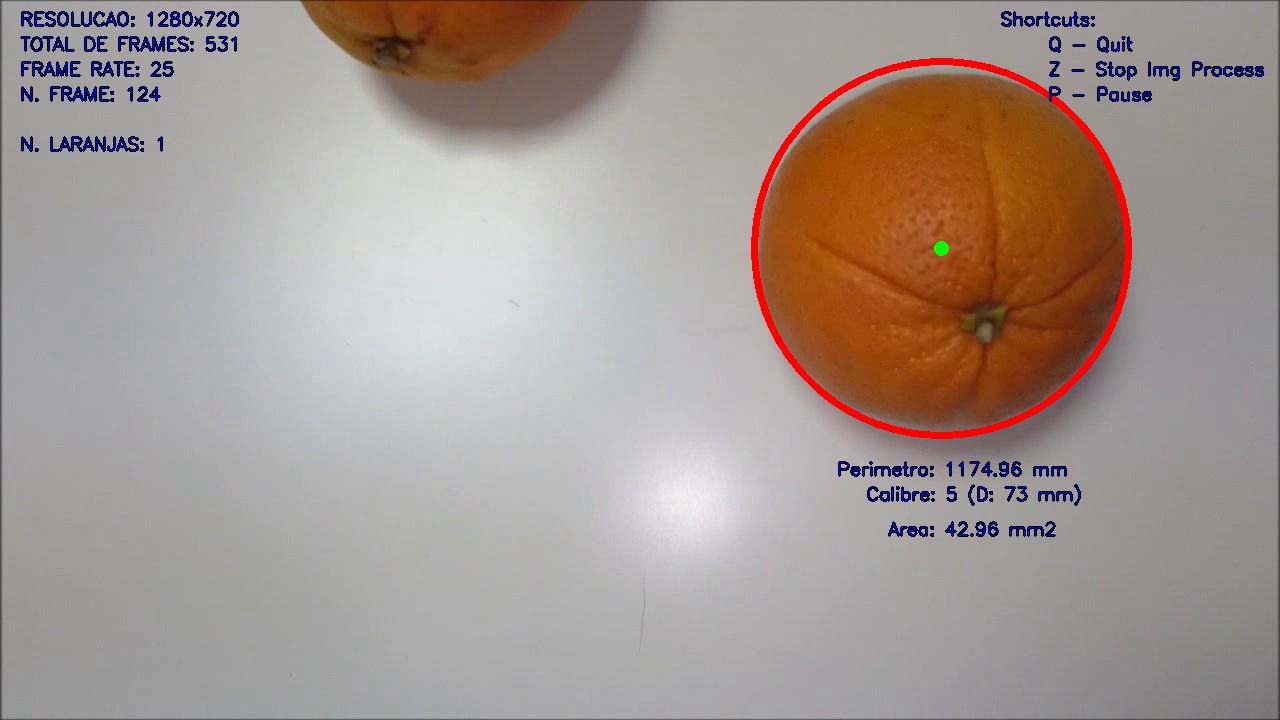 RESOLUCAO: 1280x720
TOTAL DE FRAMES: 531
FRAME RATE: 25
N. FRAME: 124
N. LARANJAS: 1
Shortcuts:
Q - Quit
Z - Stop Img Process
P - Pause
Perimetro: 1174.96 mm
Calibre: 5 (D: 73 mm)
Area: 42.96 mm2